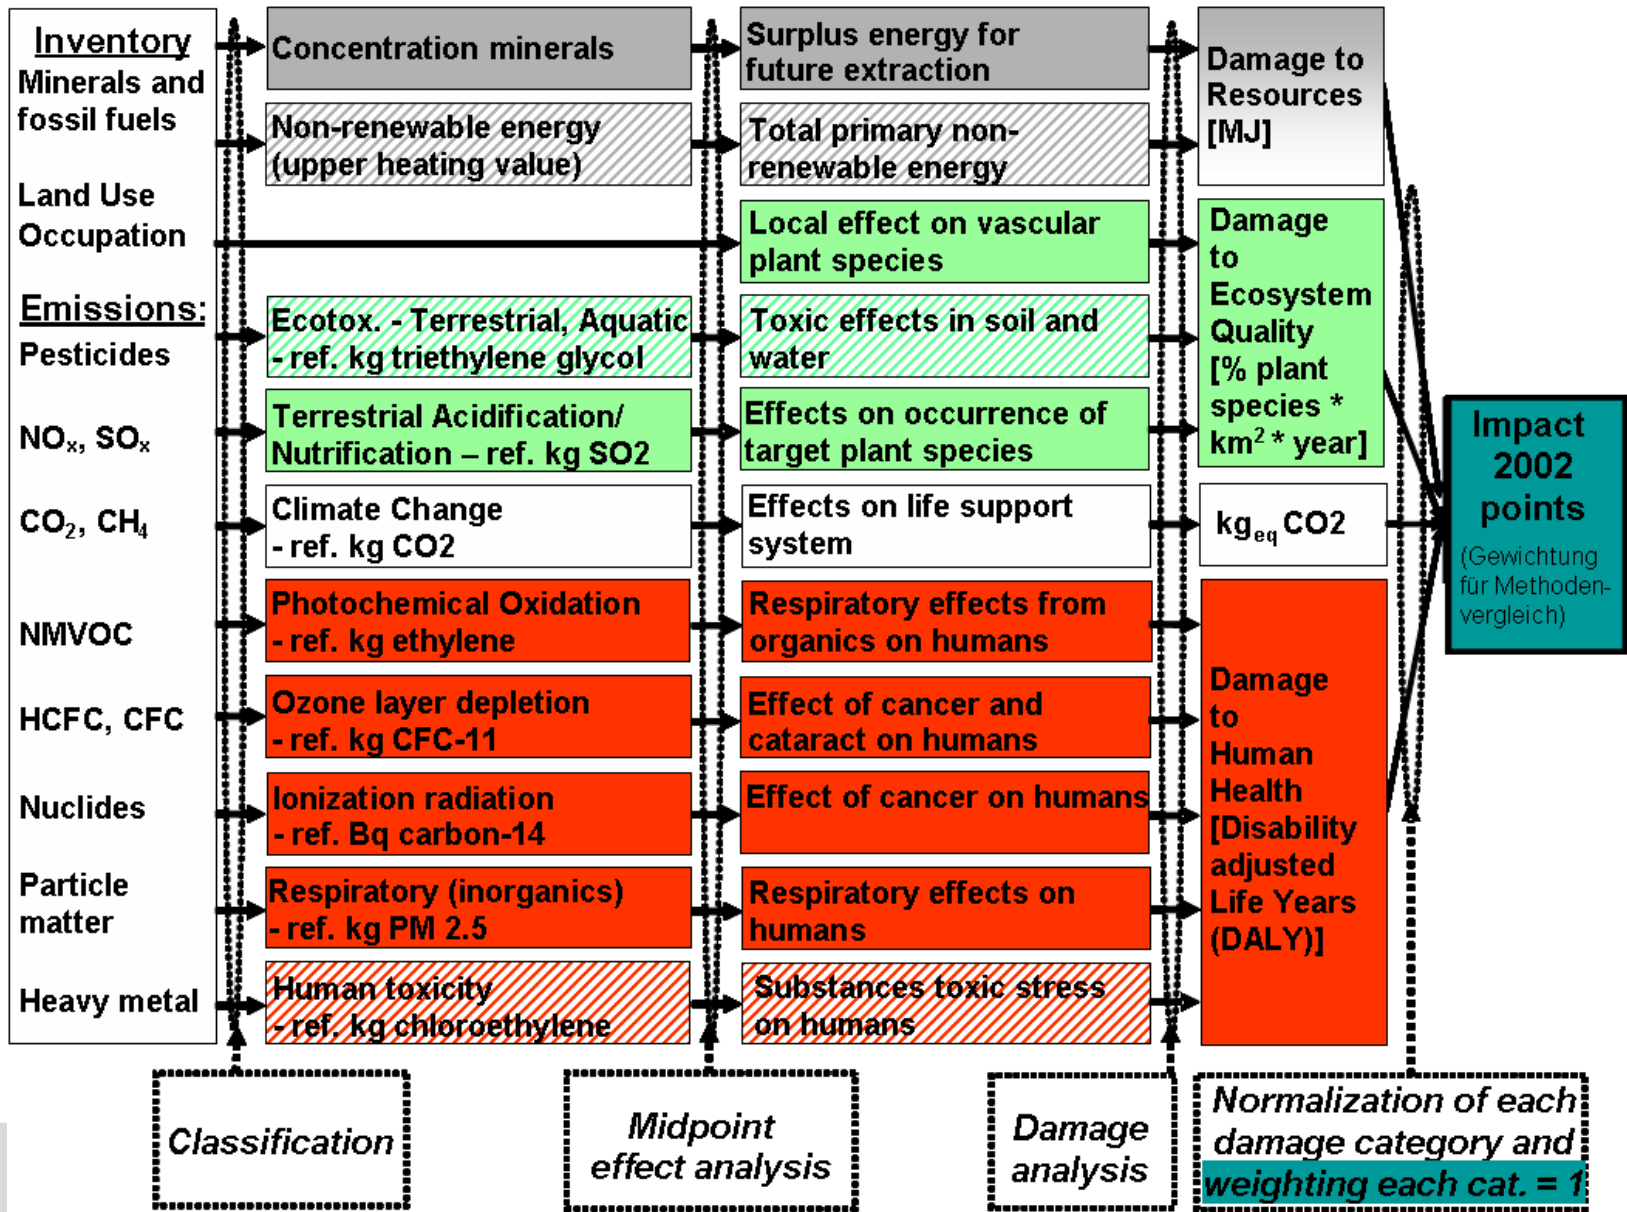 Inventory
Minerals and
fossil fuels
Land Use
Occupation
Emissions:
Pesticides
NOₓ, SOₓ
CO₂, CH₄
NMVOC
HCFC, CFC
Nuclides
Particle
matter
Heavy metal
Concentration minerals
Non-renewable energy
(upper heating value)
Ecotox. - Terrestrial, Aquatic
- ref. kg triethylene glycol
Terrestrial Acidification/
Nutrification – ref. kg SO2
Climate Change
- ref. kg CO2
Photochemical Oxidation
- ref. kg ethylene
Ozone layer depletion
- ref. kg CFC-11
Ionization radiation
- ref. Bq carbon-14
Respiratory (inorganics)
- ref. kg PM 2.5
Human toxicity
- ref. kg chloroethylene
Surplus energy for
future extraction
Total primary non-
renewable energy
Local effect on vascular
plant species
Toxic effects in soil and
water
Effects on occurrence of
target plant species
Effects on life support
system
Respiratory effects from
organics on humans
Effect of cancer and
cataract on humans
Effect of cancer on humans
Respiratory effects on
humans
Substances toxic stress
on humans
Damage to
Resources
[MJ]
Damage
to
Ecosystem
Quality
[% plant
species *
km² * year]
kgeq CO2
Damage
to
Human
Health
[Disability
adjusted
Life Years
(DALY)]
Impact
2002
points
(Gewichtung
für Methoden-
vergleich)
Classification
Midpoint
effect analysis
Damage
analysis
Normalization of each
damage category and
weighting each cat. = 1